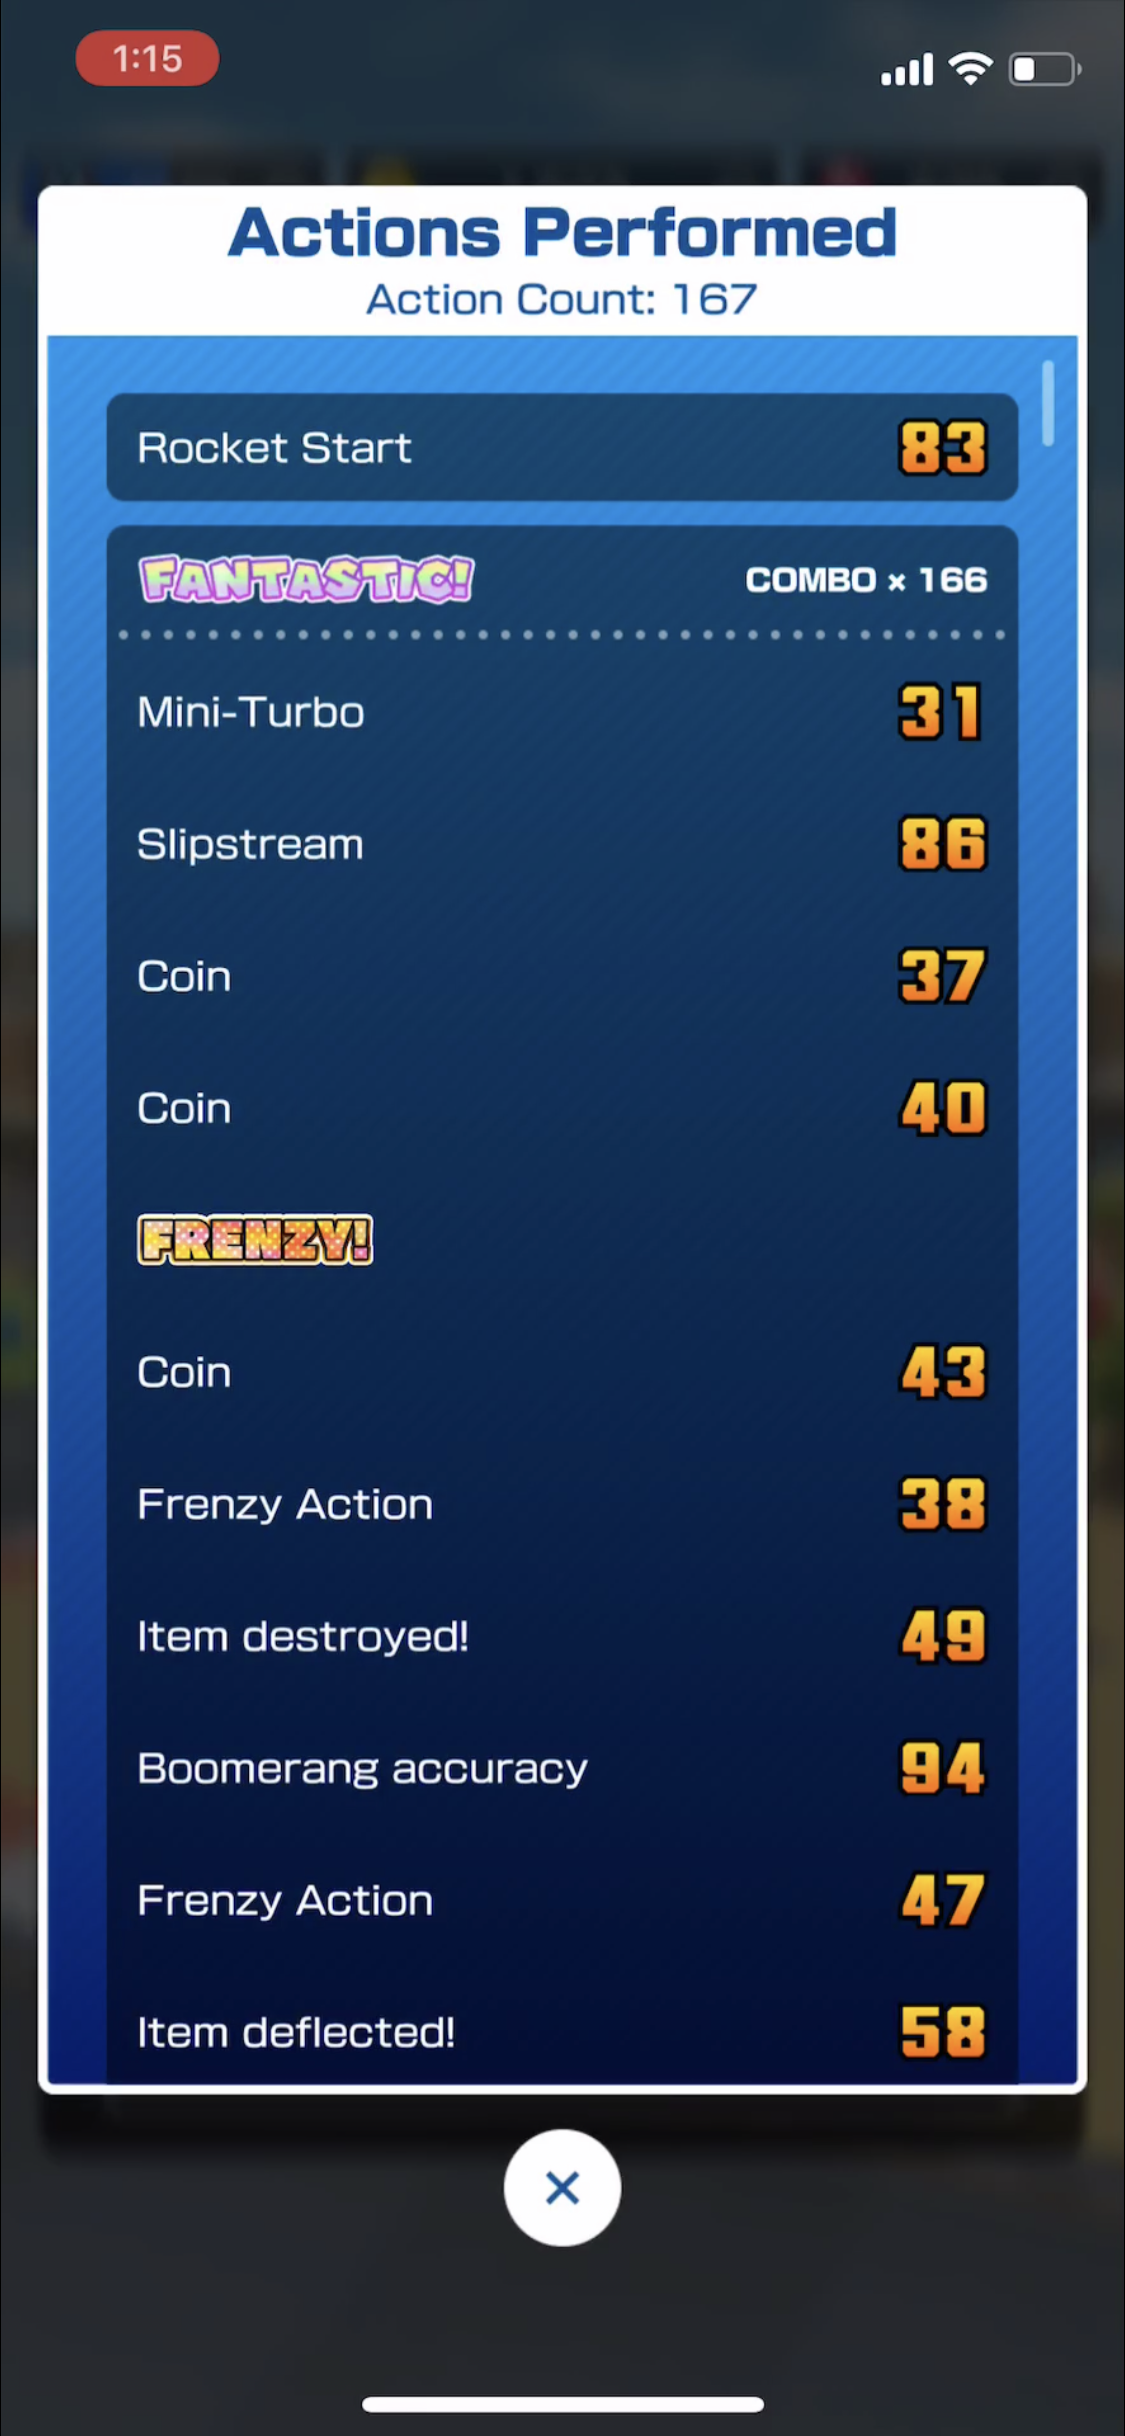 1:15
Actions Performed
Action Count: 167
Rocket Start 83
FANTASTIC! COMBO × 166
Mini-Turbo 31
Slipstream 86
Coin 37
Coin 40
FRENZY!
Coin 43
Frenzy Action 38
Item destroyed! 49
Boomerang accuracy 94
Frenzy Action 47
Item deflected! 58